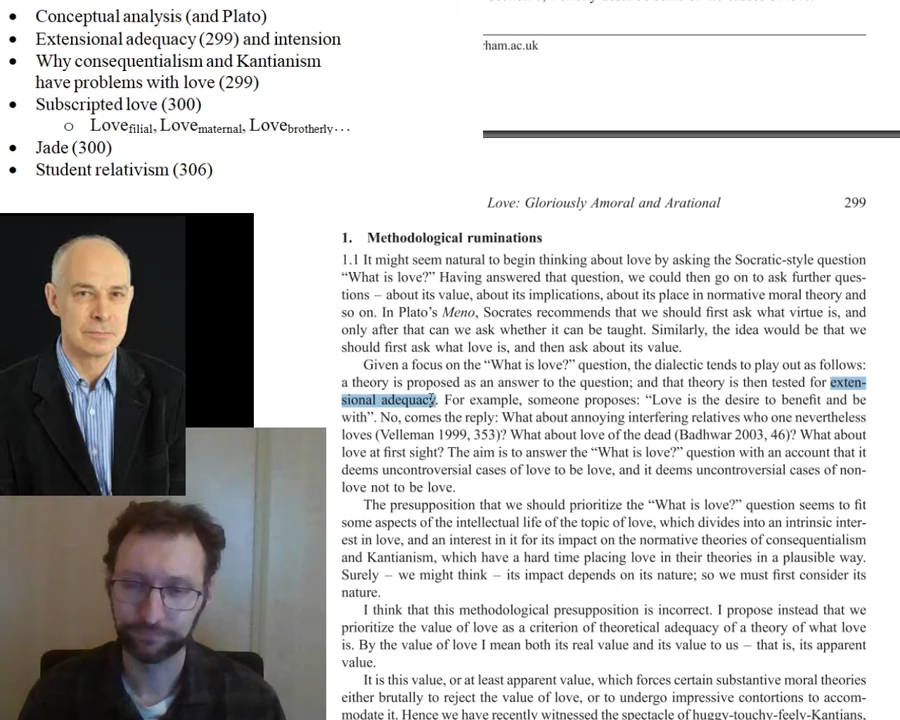 • Conceptual analysis (and Plato)
• Extensional adequacy (299) and intension
• Why consequentialism and Kantianism
have problems with love (299)
• Subscripted love (300)
o Lovefilial, Lovematernal, Lovebrotherly…
• Jade (300)
• Student relativism (306)
ham.ac.uk
Love: Gloriously Amoral and Arational 299
1. Methodological ruminations
1.1 It might seem natural to begin thinking about love by asking the Socratic-style question
“What is love?” Having answered that question, we could then go on to ask further ques-
tions – about its value, about its implications, about its place in normative moral theory and
so on. In Plato’s Meno, Socrates recommends that we should first ask what virtue is, and
only after that can we ask whether it can be taught. Similarly, the idea would be that we
should first ask what love is, and then ask about its value.
Given a focus on the “What is love?” question, the dialectic tends to play out as follows:
a theory is proposed as an answer to the question; and that theory is then tested for exten-
sional adequacy. For example, someone proposes: “Love is the desire to benefit and be
with”. No, comes the reply: What about annoying interfering relatives who one nevertheless
loves (Velleman 1999, 353)? What about love of the dead (Badhwar 2003, 46)? What about
love at first sight? The aim is to answer the “What is love?” question with an account that it
deems uncontroversial cases of love to be love, and it deems uncontroversial cases of non-
love not to be love.
The presupposition that we should prioritize the “What is love?” question seems to fit
some aspects of the intellectual life of the topic of love, which divides into an intrinsic inter-
est in love, and an interest in it for its impact on the normative theories of consequentialism
and Kantianism, which have a hard time placing love in their theories in a plausible way.
Surely – we might think – its impact depends on its nature; so we must first consider its
nature.
I think that this methodological presupposition is incorrect. I propose instead that we
prioritize the value of love as a criterion of theoretical adequacy of a theory of what love
is. By the value of love I mean both its real value and its value to us – that is, its apparent
value.
It is this value, or at least apparent value, which forces certain substantive moral theories
either brutally to reject the value of love, or to undergo impressive contortions to accom-
modate it. Hence we have recently witnessed the spectacle of huggy-touchy-feely-Kantians,